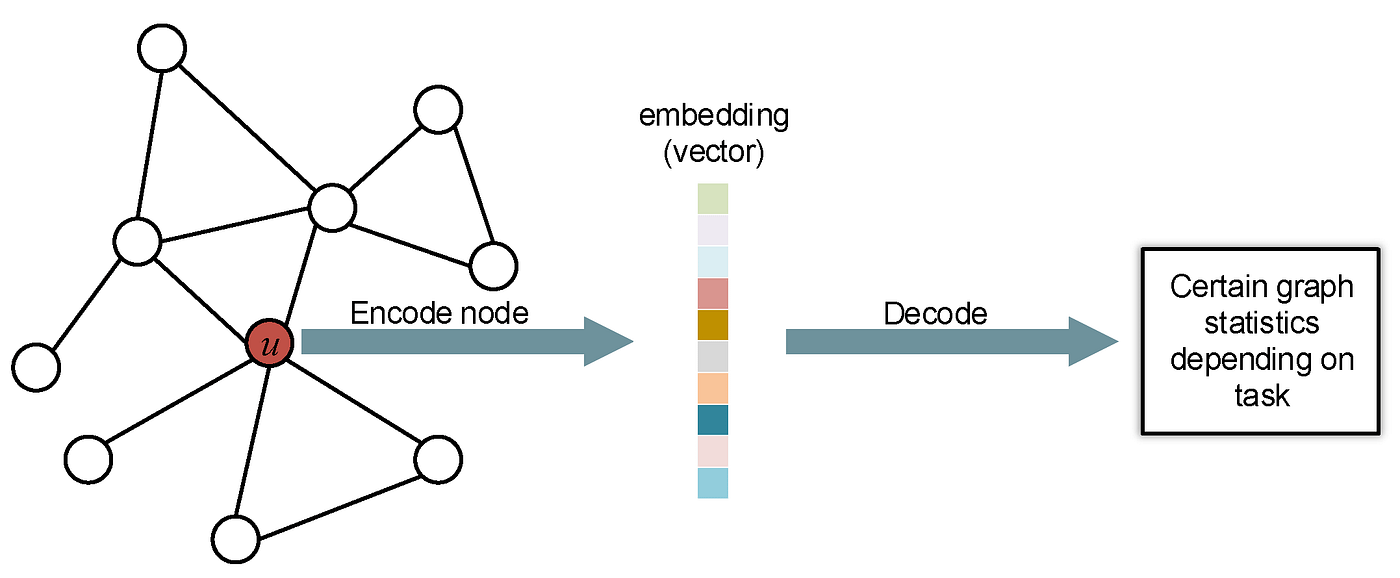 embedding
(vector)
Encode node
u
Decode
Certain graph
statistics
depending on
task